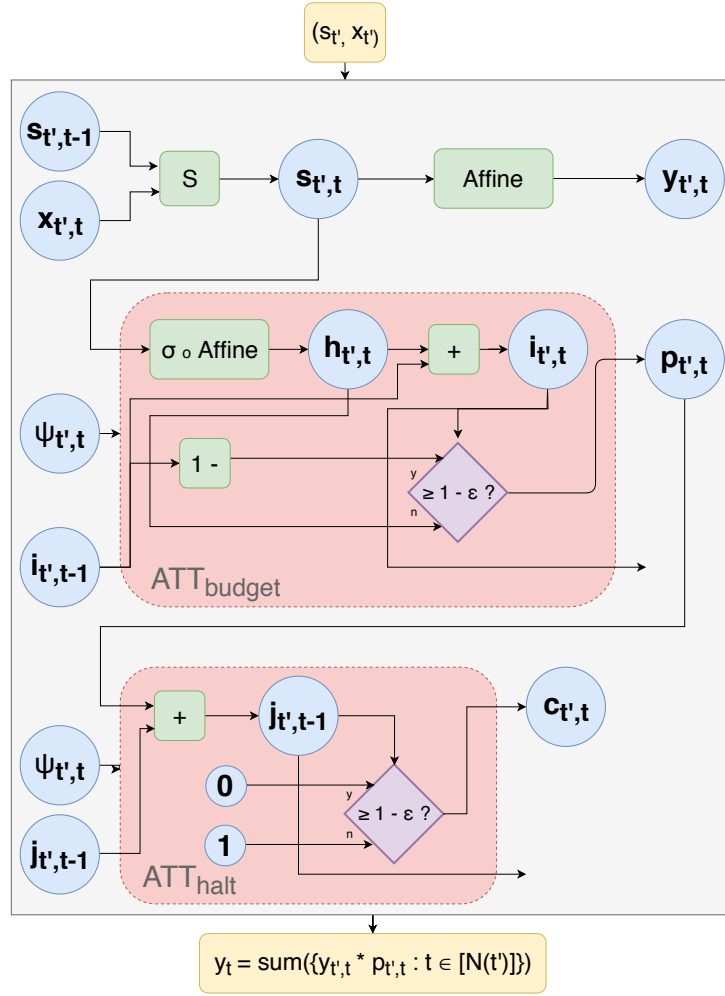 (s_{t'}, x_{t'})
s_{t',t-1}
x_{t',t}
S
s_{t',t}
Affine
y_{t',t}
σ o Affine
h_{t',t}
+
i_{t',t}
p_{t',t}
ψ_{t',t}
1 -
y
≥ 1 - ε ?
n
i_{t',t-1}
ATT_{budget}
+
j_{t',t-1}
c_{t',t}
ψ_{t',t}
0
y
≥ 1 - ε ?
n
1
j_{t',t-1}
ATT_{halt}
y_t = sum({y_{t',t} * p_{t',t} : t ∈ [N(t')]})